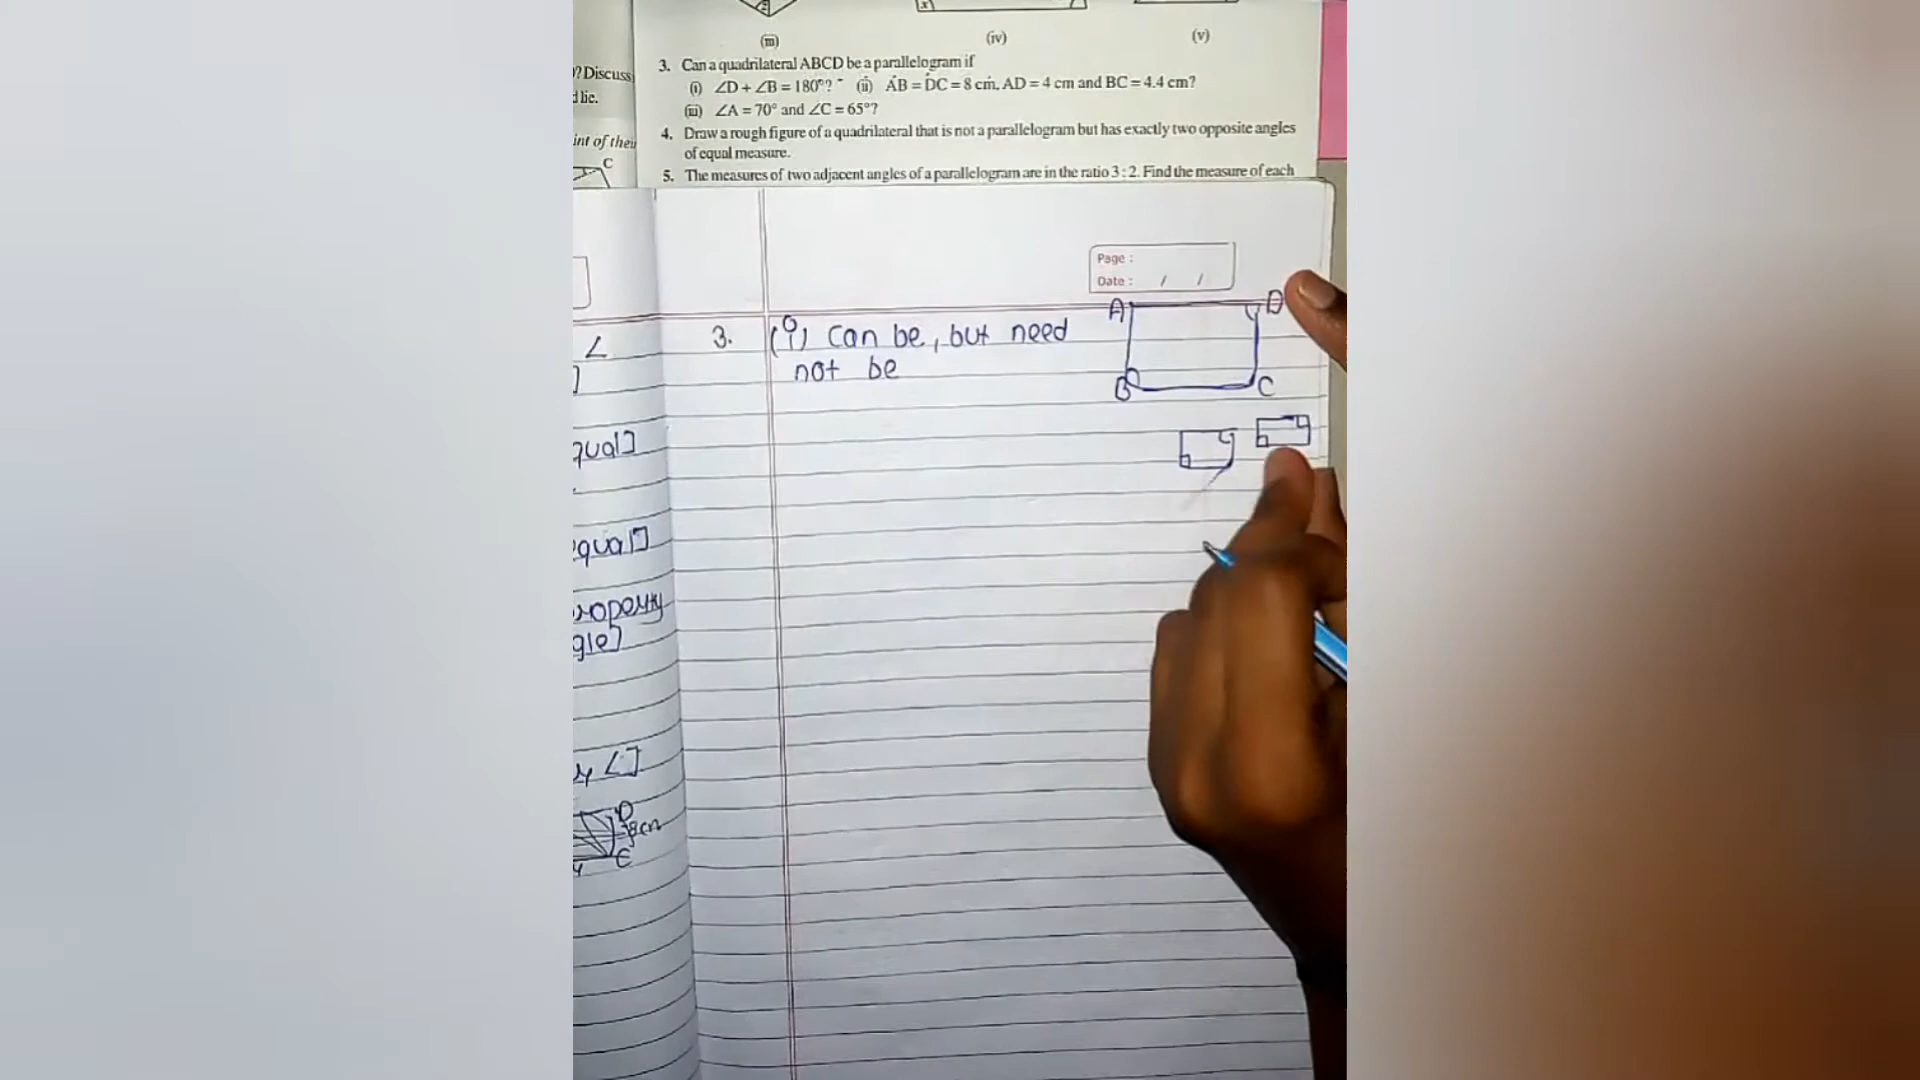 (iii)
(iv)
(v)
? Discuss
d lie.
int of their
C
x
z
3. Can a quadrilateral ABCD be a parallelogram if
(i) ∠D + ∠B = 180°? (ii) AB = DC = 8 cm, AD = 4 cm and BC = 4.4 cm?
(iii) ∠A = 70° and ∠C = 65°?
4. Draw a rough figure of a quadrilateral that is not a parallelogram but has exactly two opposite angles
of equal measure.
5. The measures of two adjacent angles of a parallelogram are in the ratio 3 : 2. Find the measure of each
Page :
Date : / /
A D
3. (i) can be, but need
not be
B C
∠
]
qual]
equal]
roperty
gle]
y ∠]
D
8cm
C